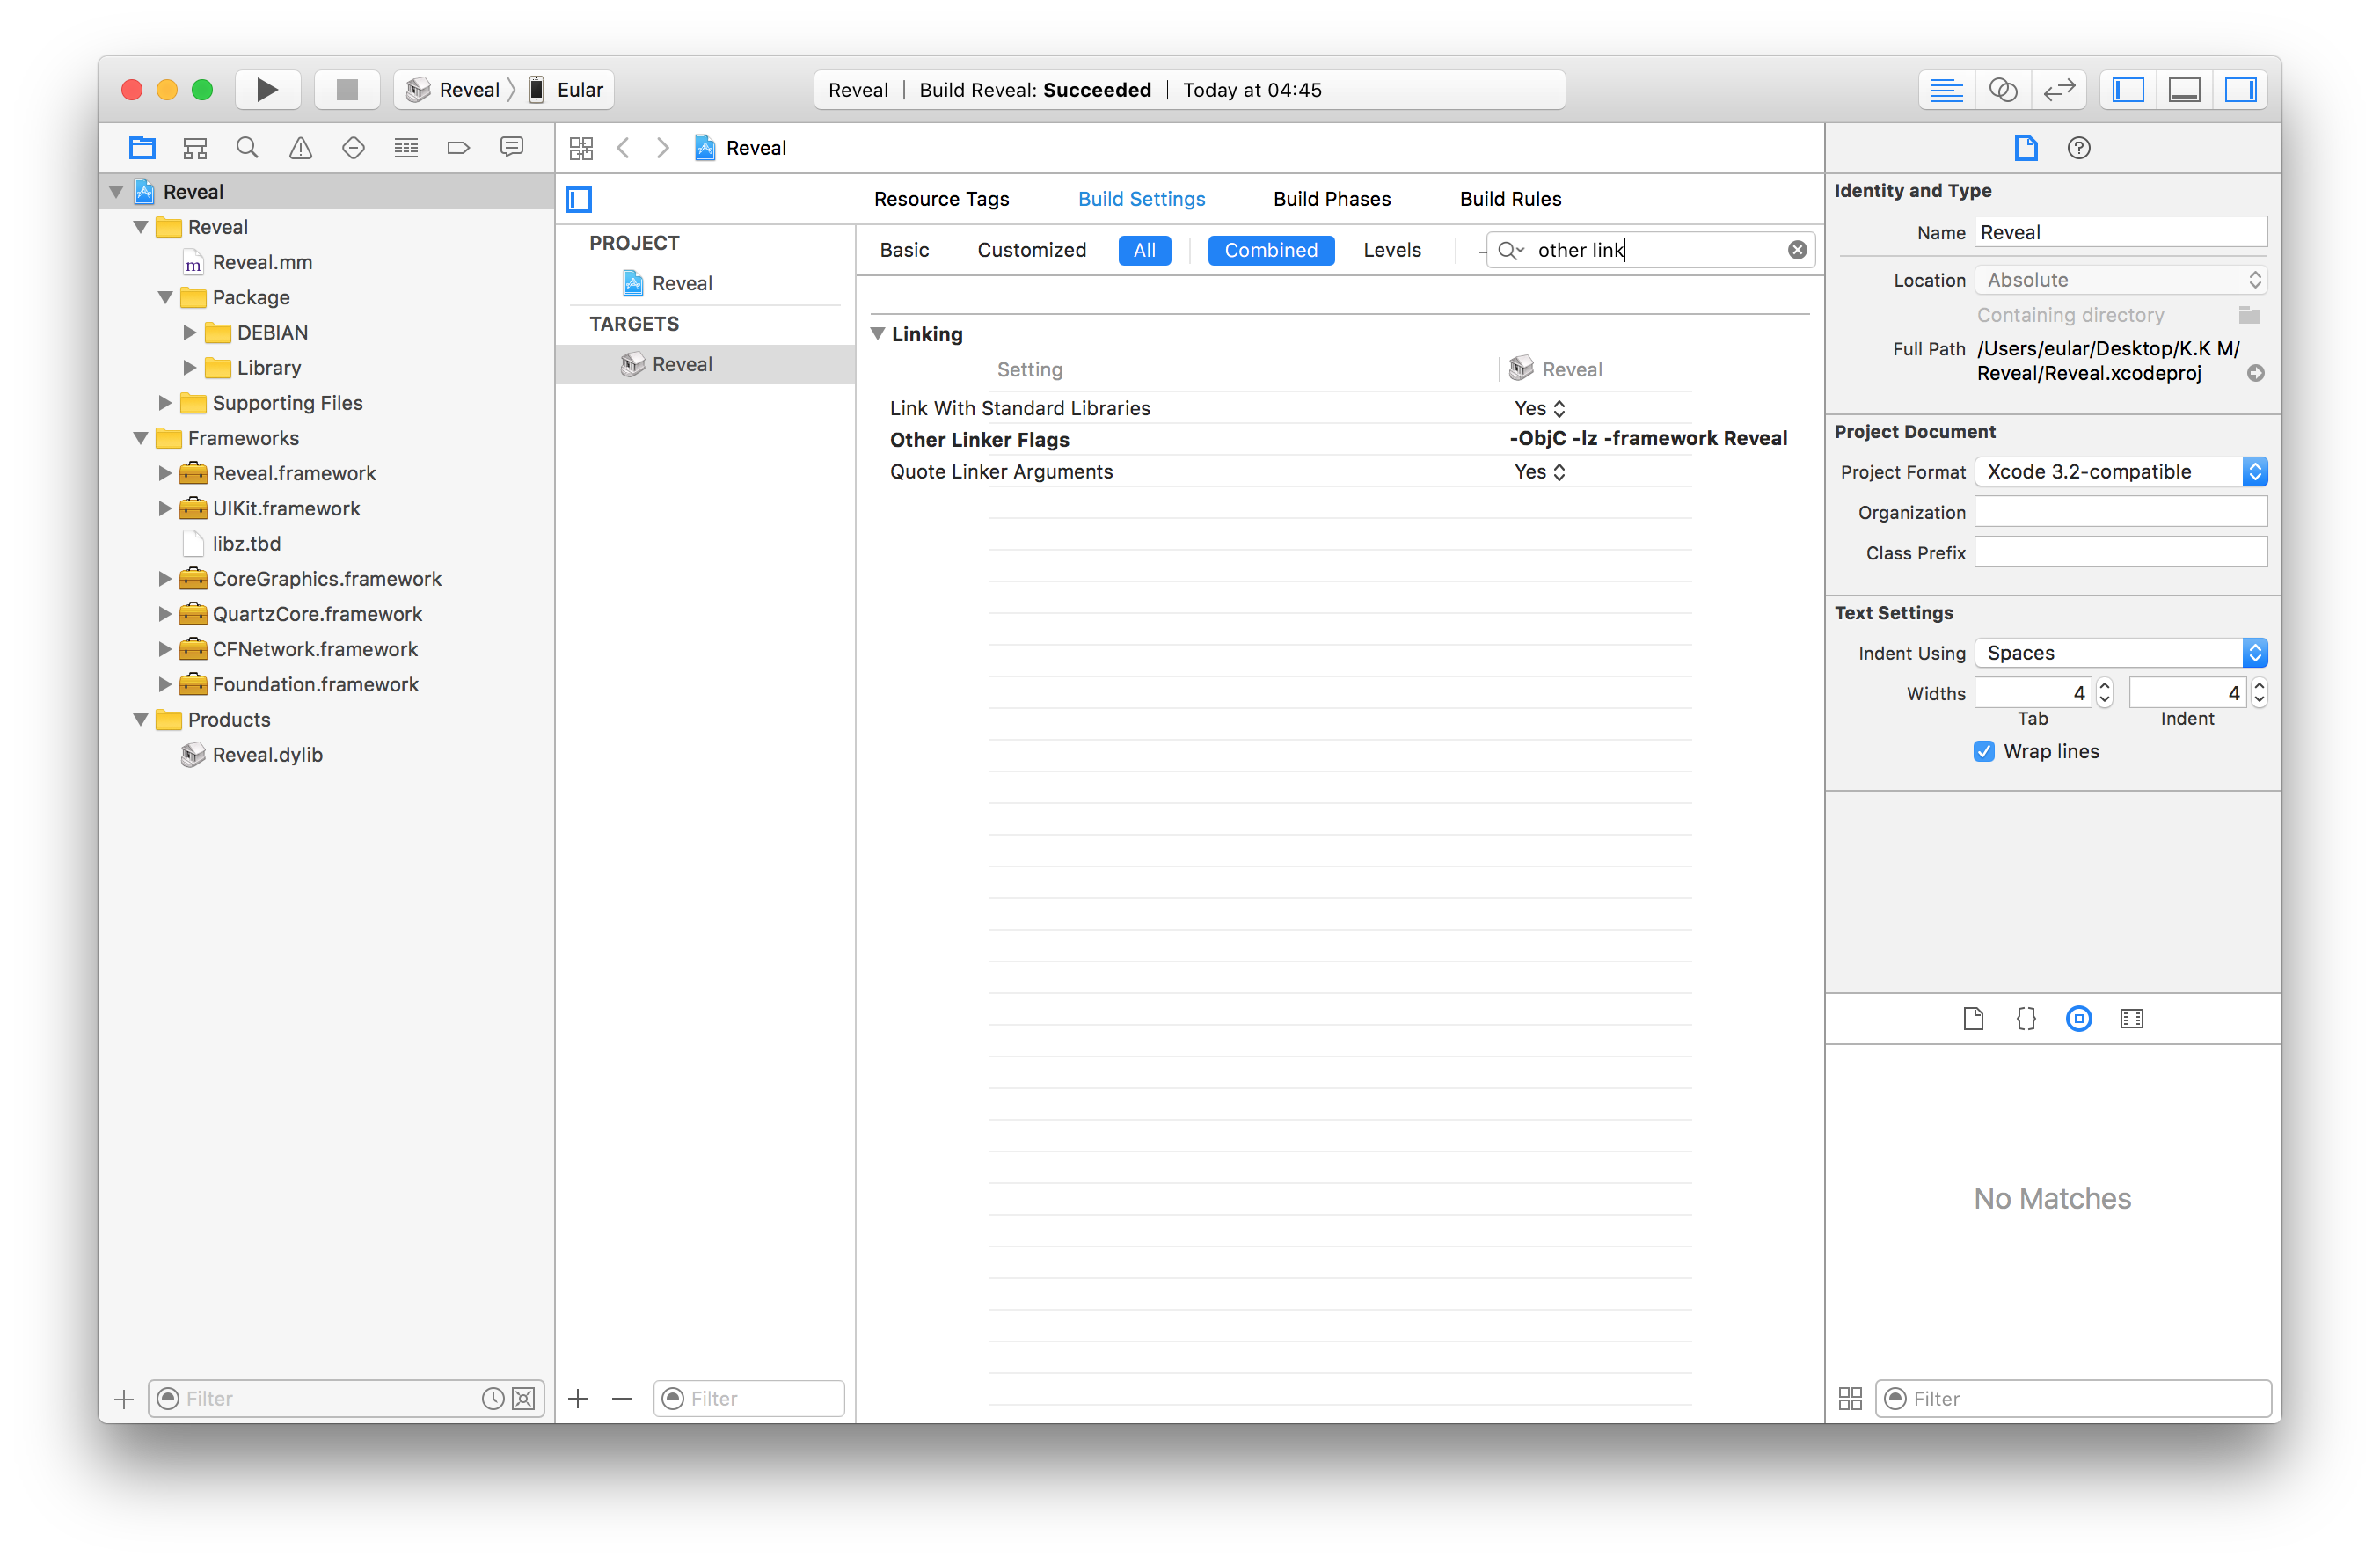 Reveal Eular
Reveal | Build Reveal: Succeeded | Today at 04:45
Reveal
Reveal
Reveal
m Reveal.mm
Package
DEBIAN
Library
Supporting Files
Frameworks
Reveal.framework
UIKit.framework
libz.tbd
CoreGraphics.framework
QuartzCore.framework
CFNetwork.framework
Foundation.framework
Products
Reveal.dylib
Filter
Resource Tags Build Settings Build Phases Build Rules
PROJECT
Reveal
TARGETS
Reveal
Filter
Basic Customized All Combined Levels other link
Linking
Setting Reveal
Link With Standard Libraries Yes
Other Linker Flags -ObjC -lz -framework Reveal
Quote Linker Arguments Yes
Identity and Type
Name Reveal
Location Absolute
Containing directory
Full Path /Users/eular/Desktop/K.K M/
Reveal/Reveal.xcodeproj
Project Document
Project Format Xcode 3.2-compatible
Organization
Class Prefix
Text Settings
Indent Using Spaces
Widths 4 4
Tab Indent
Wrap lines
No Matches
Filter